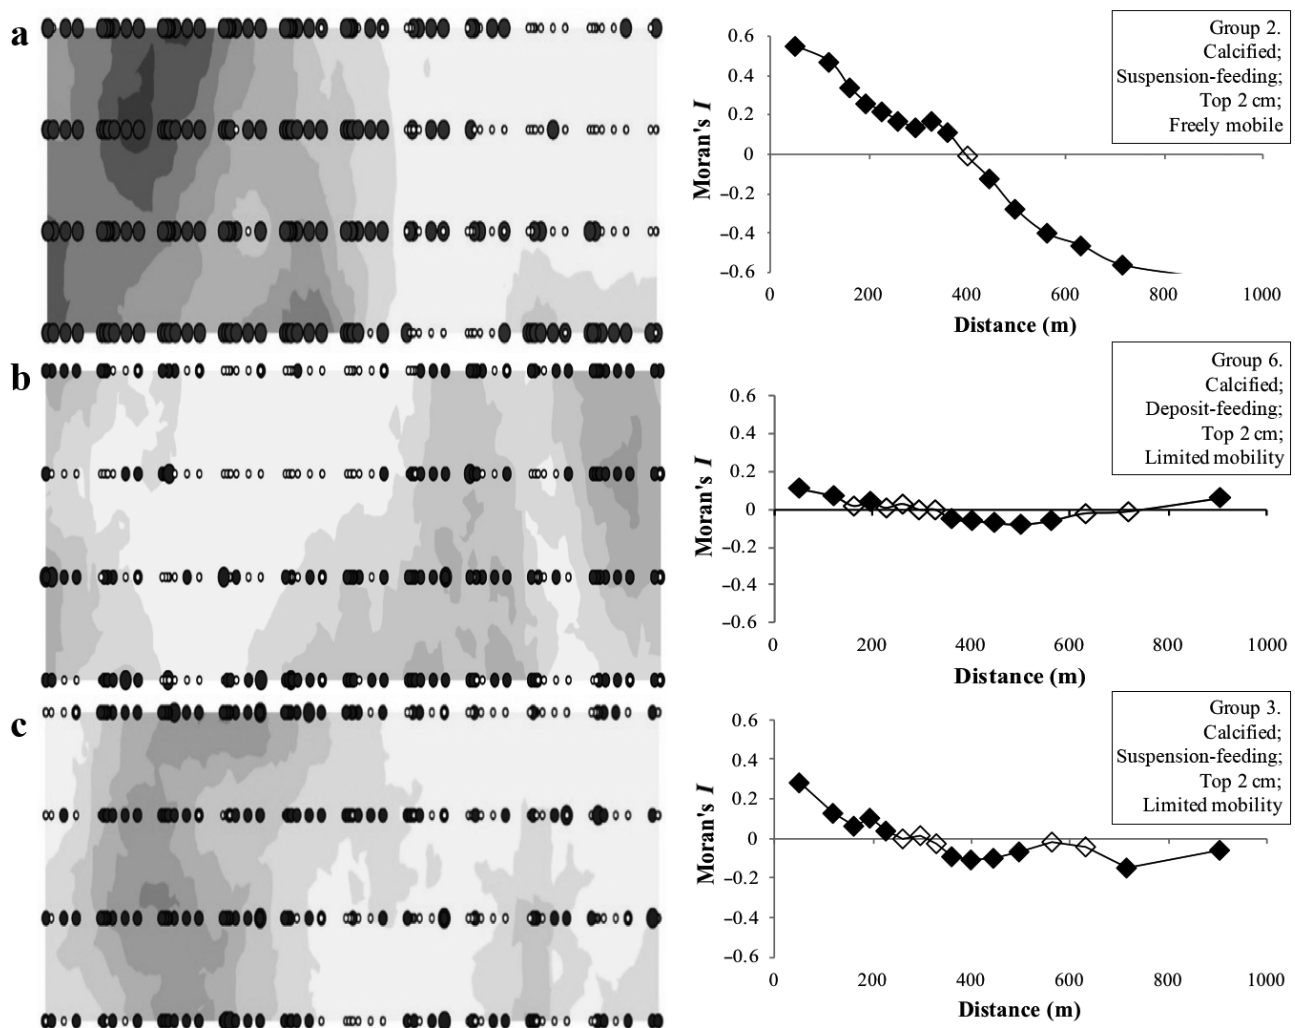 a
0.6
0.4
0.2
0
−0.2
−0.4
−0.6
Moran's I
0 200 400 600 800 1000
Distance (m)
Group 2.
Calcified;
Suspension-feeding;
Top 2 cm;
Freely mobile
b
0.6
0.4
0.2
0
−0.2
−0.4
−0.6
Moran's I
0 200 400 600 800 1000
Distance (m)
Group 6.
Calcified;
Deposit-feeding;
Top 2 cm;
Limited mobility
c
0.6
0.4
0.2
0
−0.2
−0.4
−0.6
Moran's I
0 200 400 600 800 1000
Distance (m)
Group 3.
Calcified;
Suspension-feeding;
Top 2 cm;
Limited mobility